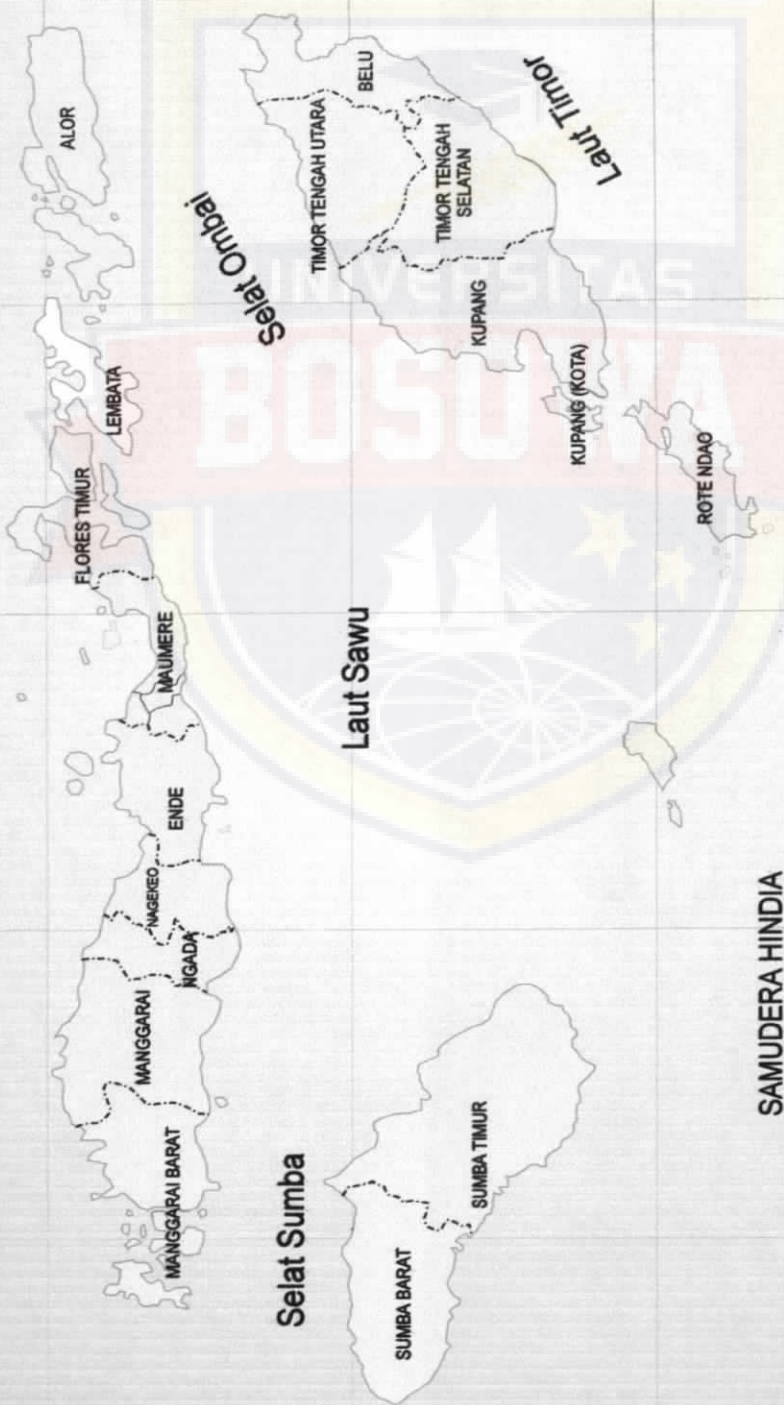 ALOR
LEMBATA
FLORES TIMUR
MAUMERE
ENDE
NAGEKEO
NGADA
MANGGARAI
MANGGARAI BARAT
Selat Ombai
BELU
TIMOR TENGAH UTARA
TIMOR TENGAH
SELATAN
Laut Timor
KUPANG
KUPANG (KOTA)
ROTE NDAO
Laut Sawu
Selat Sumba
SUMBA BARAT
SUMBA TIMUR
SAMUDERA HINDIA
UNIVERSITAS
BOSOWA